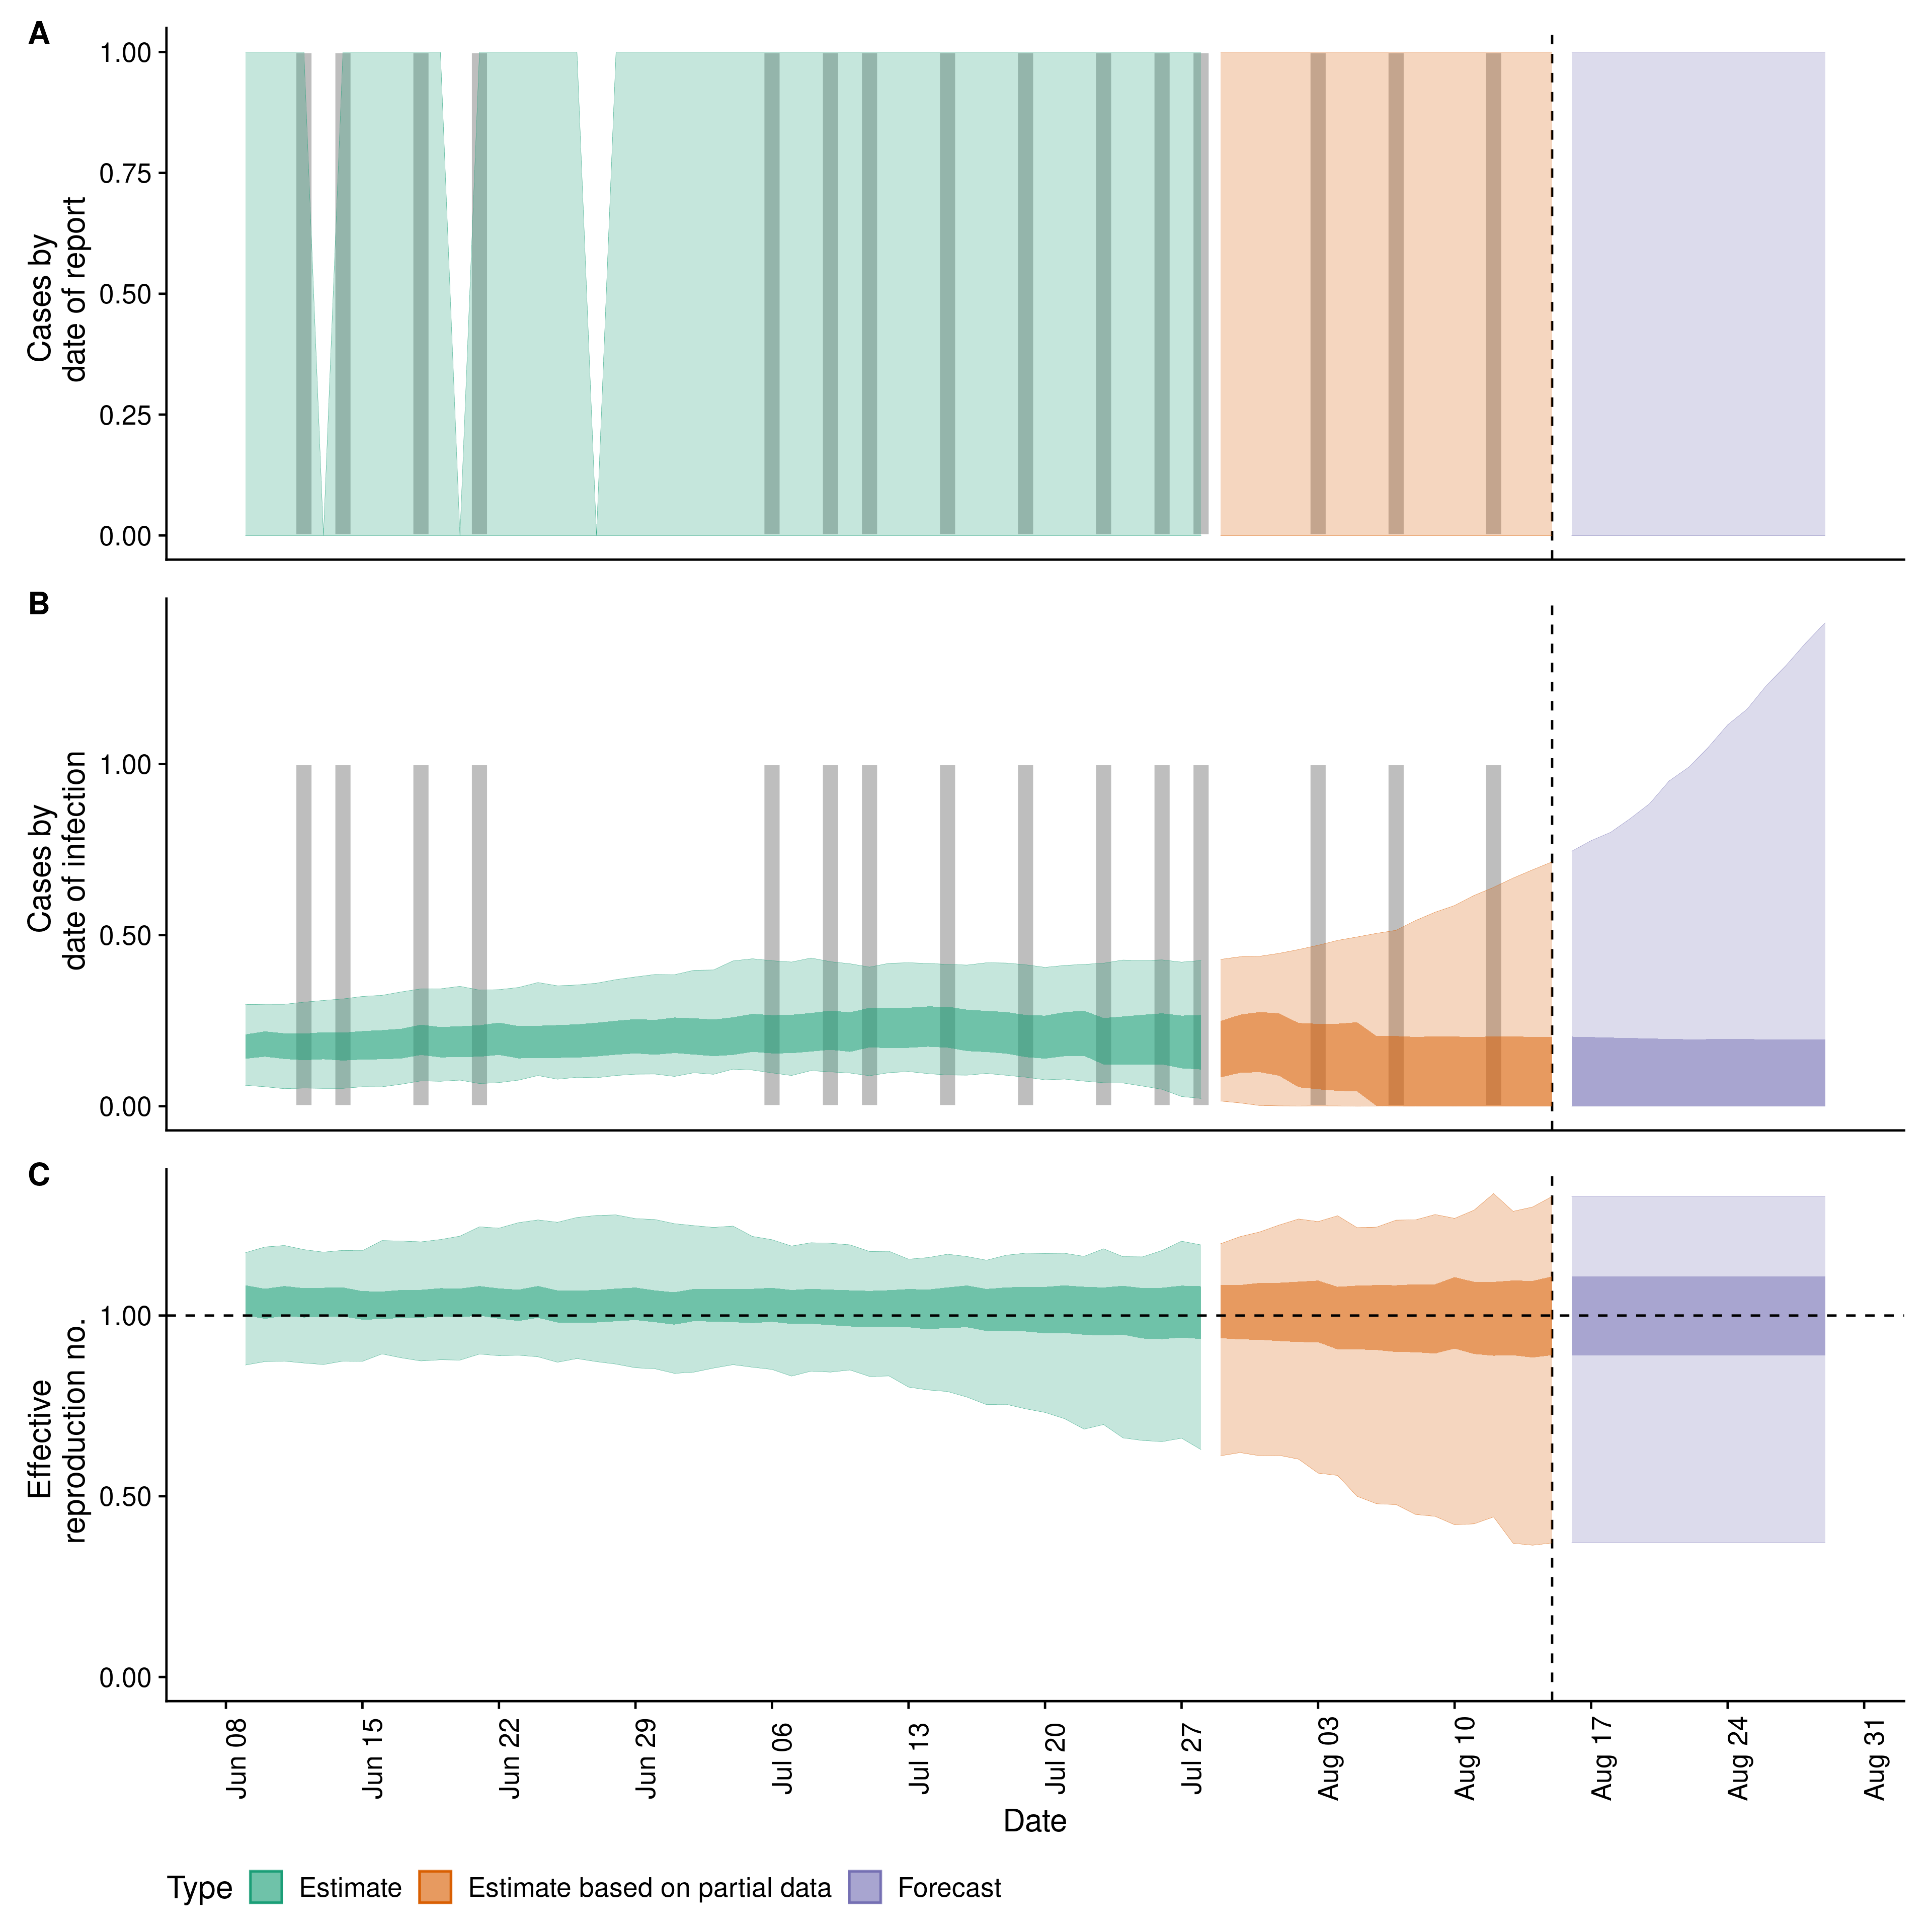 A
1.00
0.75
0.50
0.25
0.00
Cases by
date of report
B
1.00
0.50
0.00
Cases by
date of infection
C
1.00
0.50
0.00
Effective
reproduction no.
Jun 08
Jun 15
Jun 22
Jun 29
Jul 06
Jul 13
Jul 20
Jul 27
Aug 03
Aug 10
Aug 17
Aug 24
Aug 31
Date
Type Estimate Estimate based on partial data Forecast